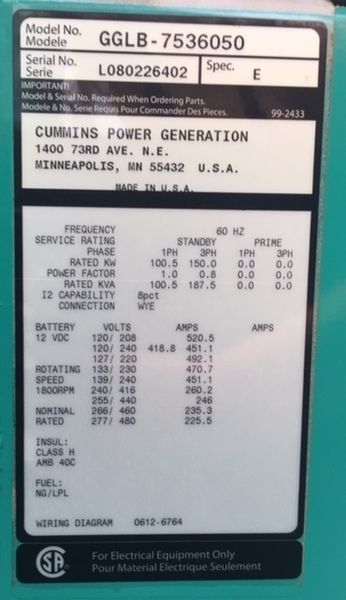 Model No. GGLB-7536050
Modele
Serial No. L080226402 Spec. E
Serie
IMPORTANT!
Model & Serial No. Required When Ordering Parts.
Modele & No. Serie Requis Pour Commander Des Pieces. 99-2433
CUMMINS POWER GENERATION
1400 73RD AVE. N.E.
MINNEAPOLIS, MN 55432 U.S.A.
MADE IN U.S.A.
FREQUENCY 60 HZ
SERVICE RATING STANDBY PRIME
PHASE 1PH 3PH 1PH 3PH
RATED KW 100.5 150.0 0.0 0.0
POWER FACTOR 1.0 0.8 0.0 0.0
RATED KVA 100.5 187.5 0.0 0.0
I2 CAPABILITY 8pct
CONNECTION WYE
BATTERY VOLTS AMPS AMPS
12 VDC 120/ 208 520.5
120/ 240 418.8 451.1
127/ 220 492.1
ROTATING 133/ 230 470.7
SPEED 139/ 240 451.1
1800RPM 240/ 416 260.2
255/ 440 246
NOMINAL 266/ 460 235.3
RATED 277/ 480 225.5
INSUL:
CLASS H
AMB 40C
FUEL:
NG/LPL
WIRING DIAGRAM 0612-6764
SA For Electrical Equipment Only
Pour Material Electrique Seulement